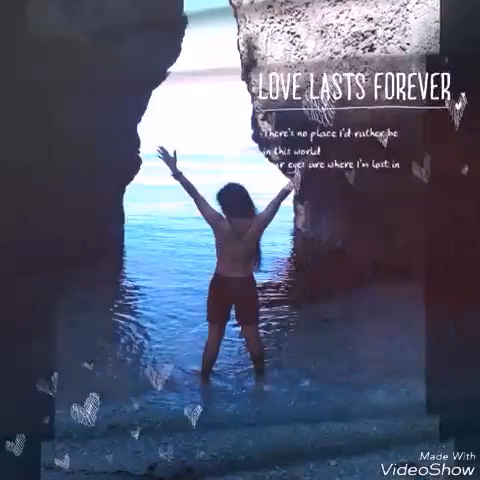 LOVE LASTS FOREVER
There's no place I'd rather be
in this world
eyes are where I'm lost in
Made With
VideoShow